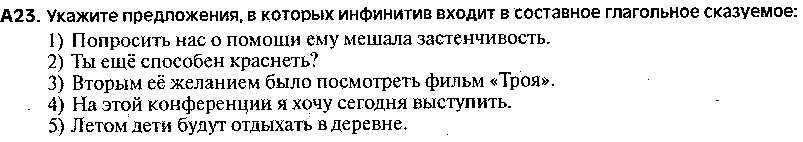 А23. Укажите предложения, в которых инфинитив входит в составное глагольное сказуемое:
1) Попросить нас о помощи ему мешала застенчивость.
2) Ты ещё способен краснеть?
3) Вторым её желанием было посмотреть фильм «Троя».
4) На этой конференции я хочу сегодня выступить.
5) Летом дети будут отдыхать в деревне.